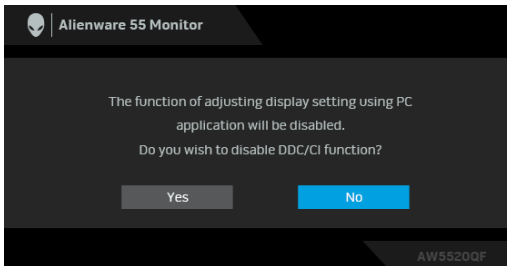 Alienware 55 Monitor
The function of adjusting display setting using PC
application will be disabled.
Do you wish to disable DDC/CI function?
Yes
No
AW5520QF